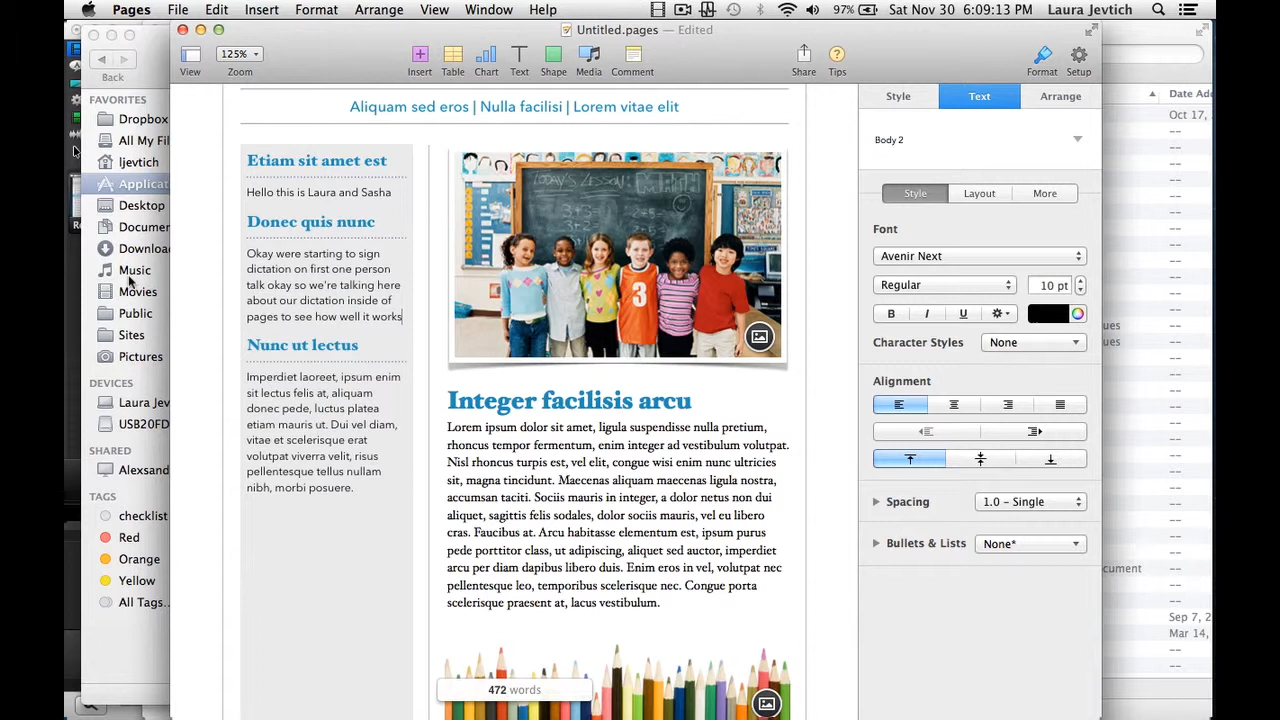 Pages File Edit Insert Format Arrange View Window Help 97% Sat Nov 30 6:09:13 PM Laura Jevtich
Untitled.pages — Edited
125%
View Zoom Insert Table Chart Text Shape Media Comment Share Tips Format Setup
Back
FAVORITES
Dropbox
All My Fil
ljevtich
Applicat
Desktop
Documer
Downloa
Music
Movies
Public
Sites
Pictures
DEVICES
Laura Jev
USB20FD
SHARED
Alexsand
TAGS
checklist
Red
Orange
Yellow
All Tags...
Aliquam sed eros | Nulla facilisi | Lorem vitae elit
Etiam sit amet est
Hello this is Laura and Sasha
Donec quis nunc
Okay were starting to sign
dictation on first one person
talk okay so we're talking here
about our dictation inside of
pages to see how well it works
Nunc ut lectus
Imperdiet laoreet, ipsum enim
sit lectus felis at, aliquam
donec pede, luctus platea
etiam mauris ut. Dui vel diam,
vitae et scelerisque erat
volutpat viverra velit, risus
pellentesque tellus nullam
nibh, morbi posuere.
TODAY'S LESSON:
3
Integer facilisis arcu
Lorem ipsum dolor sit amet, ligula suspendisse nulla pretium,
rhoncus tempor fermentum, enim integer ad vestibulum volutpat.
Nisl rhoncus turpis est, vel elit, congue wisi enim nunc ultricies
sit, magna tincidunt. Maecenas aliquam maecenas ligula nostra,
accumsan taciti. Sociis mauris in integer, a dolor netus non dui
aliquet, sagittis felis sodales, dolor sociis mauris, vel eu libero
cras. Faucibus at. Arcu habitasse elementum est, ipsum purus
pede porttitor class, ut adipiscing, aliquet sed auctor, imperdiet
arcu per diam dapibus libero duis. Enim eros in vel, volutpat nec
pellentesque leo, temporibus scelerisque nec. Congue porta
scelerisque praesent at, lacus vestibulum.
472 words
Style Text Arrange
Body 2
Style Layout More
Font
Avenir Next
Regular 10 pt
B I U
Character Styles None
Alignment
Spacing 1.0 – Single
Bullets & Lists None*
Date Ad
Oct 17,
--
--
--
--
--
--
--
--
--
ues --
ues --
--
--
--
--
--
--
--
--
--
--
--
cument --
--
Sep 7, 2
Mar 14,
--
--